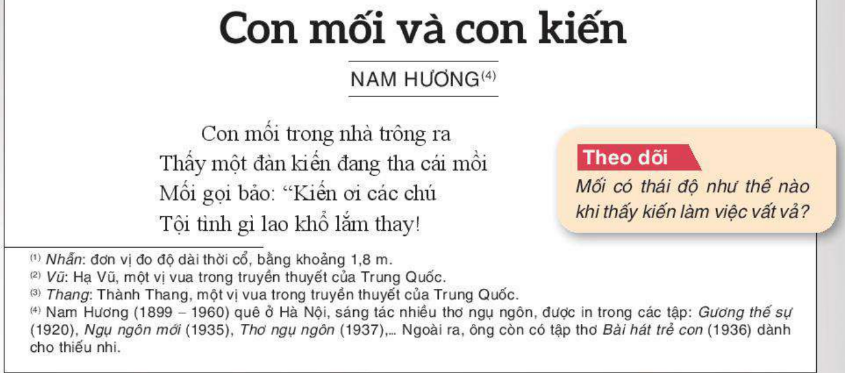 Con mối và con kiến
NAM HƯƠNG(4)
Con mối trong nhà trông ra
Thấy một đàn kiến đang tha cái mồi
Mối gọi bảo: “Kiến ơi các chú
Tội tình gì lao khổ lắm thay!
Theo dõi
Mối có thái độ như thế nào
khi thấy kiến làm việc vất vả?
(1) Nhẫn: đơn vị đo độ dài thời cổ, bằng khoảng 1,8 m.
(2) Vũ: Hạ Vũ, một vị vua trong truyền thuyết của Trung Quốc.
(3) Thang: Thành Thang, một vị vua trong truyền thuyết của Trung Quốc.
(4) Nam Hương (1899 – 1960) quê ở Hà Nội, sáng tác nhiều thơ ngụ ngôn, được in trong các tập: Gương thế sự
(1920), Ngụ ngôn mới (1935), Thơ ngụ ngôn (1937),... Ngoài ra, ông còn có tập thơ Bài hát trẻ con (1936) dành
cho thiếu nhi.